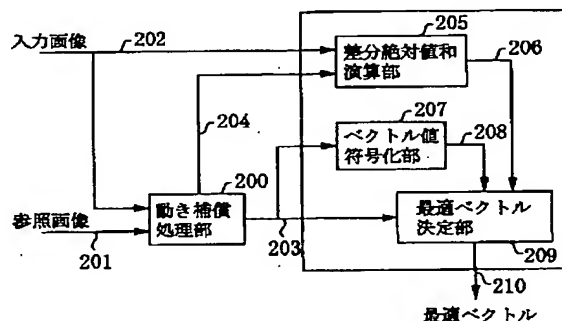 入力画像
202
205
差分絶対値和
演算部
206
204
207
ベクトル値
符号化部
208
200
動き補償
処理部
参照画像
201
203
最適ベクトル
決定部
209
210
最適ベクトル